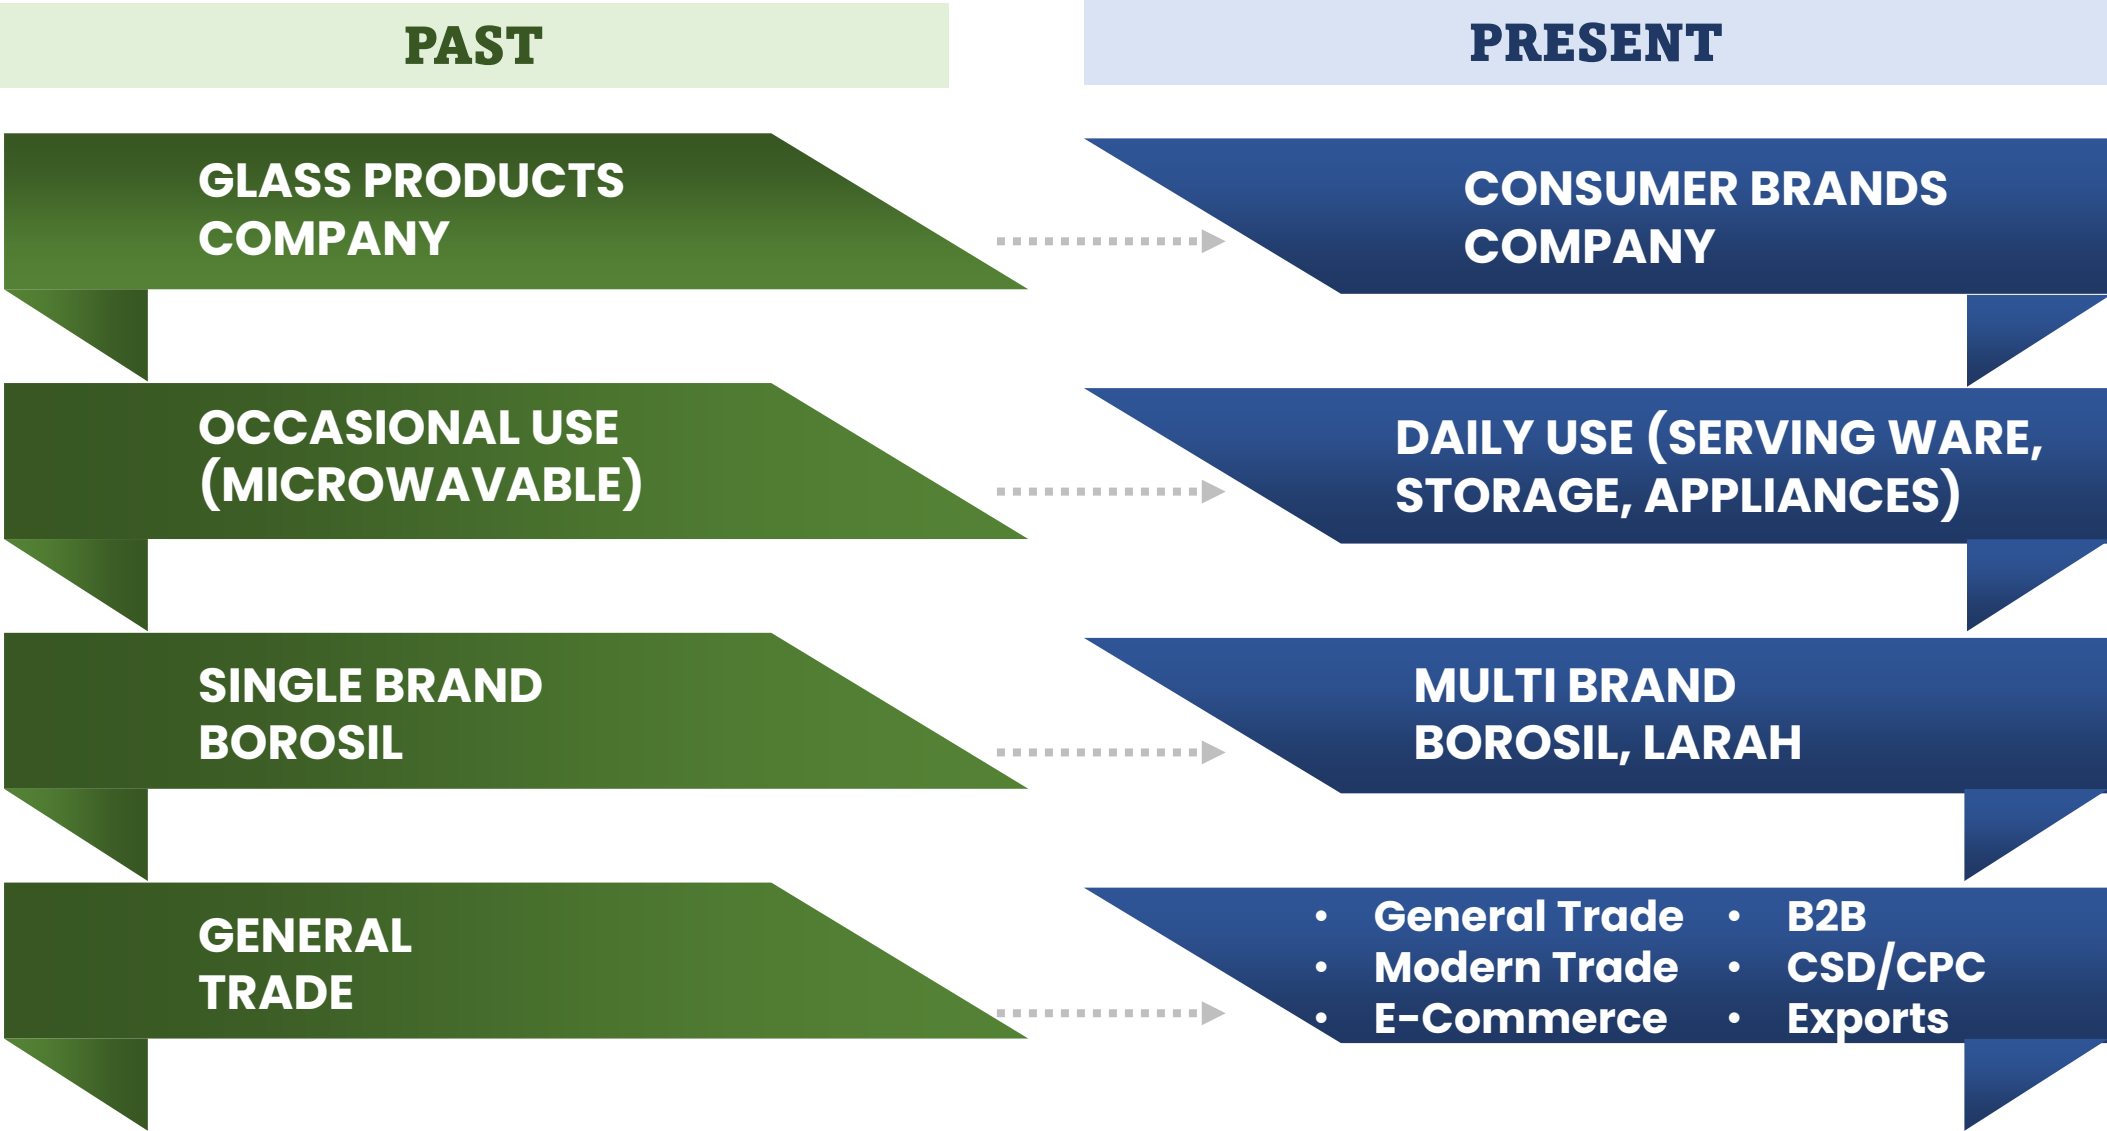 PAST
PRESENT
GLASS PRODUCTS
COMPANY
CONSUMER BRANDS
COMPANY
OCCASIONAL USE
(MICROWAVABLE)
DAILY USE (SERVING WARE,
STORAGE, APPLIANCES)
SINGLE BRAND
BOROSIL
MULTI BRAND
BOROSIL, LARAH
GENERAL
TRADE
• General Trade
• Modern Trade
• E-Commerce
• B2B
• CSD/CPC
• Exports